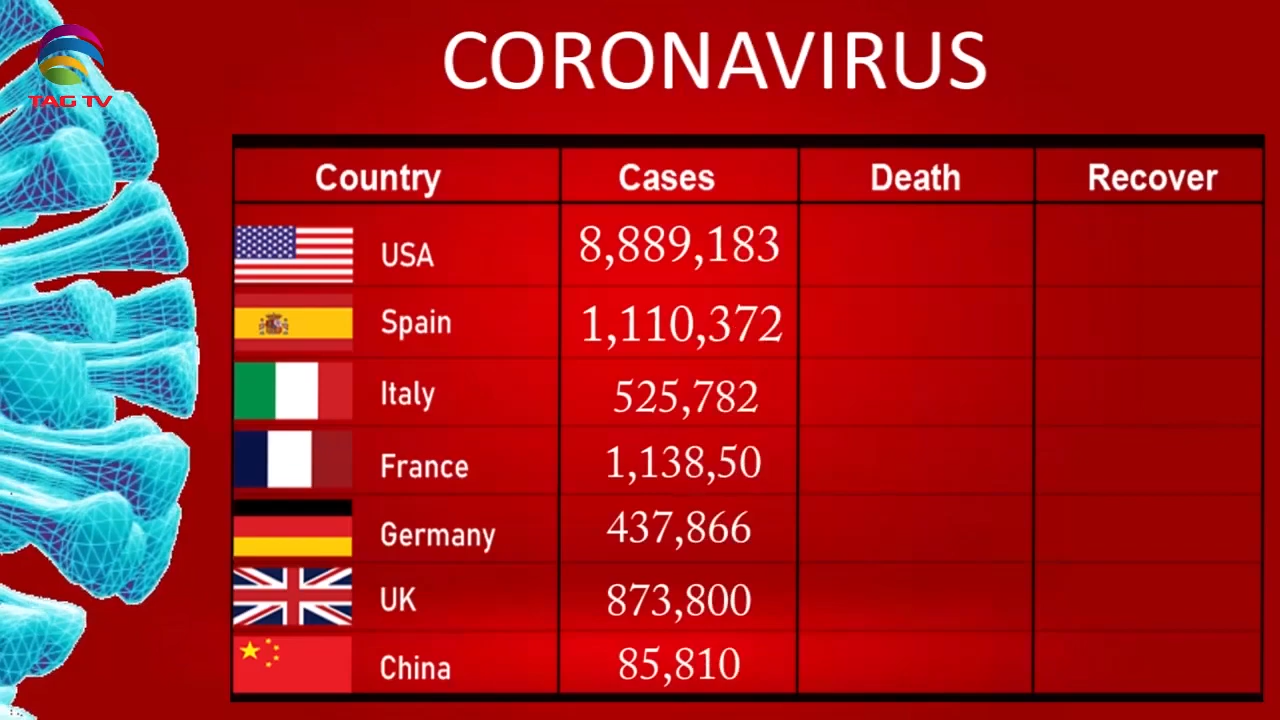 TAG TV
CORONAVIRUS
Country Cases Death Recover
USA 8,889,183
Spain 1,110,372
Italy 525,782
France 1,138,50
Germany 437,866
UK 873,800
China 85,810